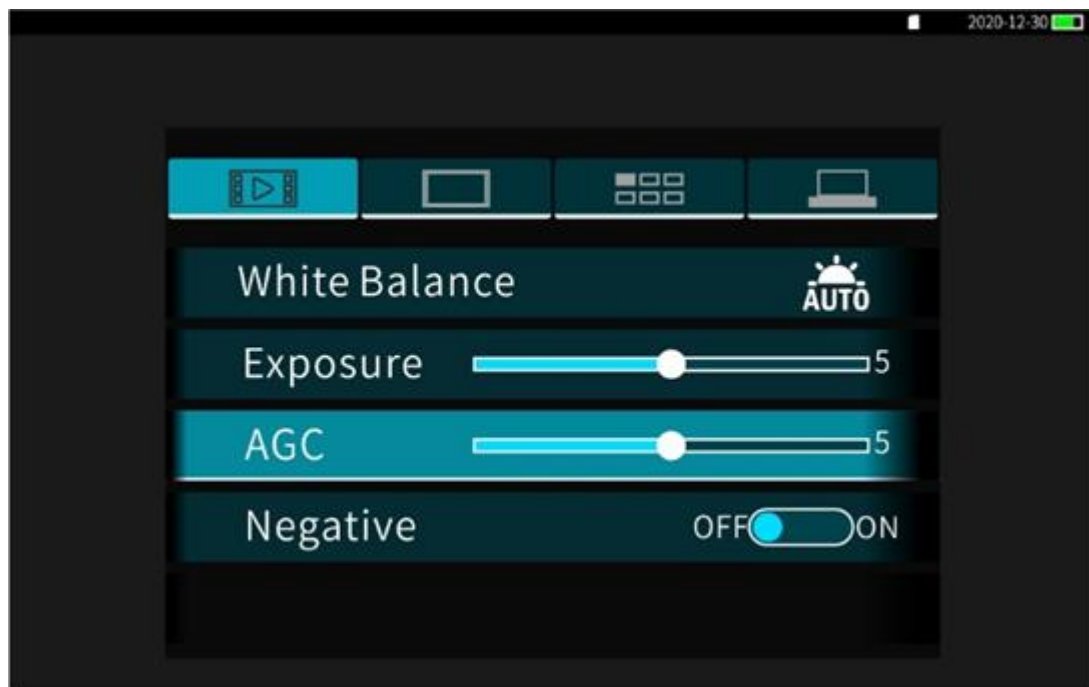 2020-12-30
White Balance
AUTO
Exposure 5
AGC 5
Negative OFF ON